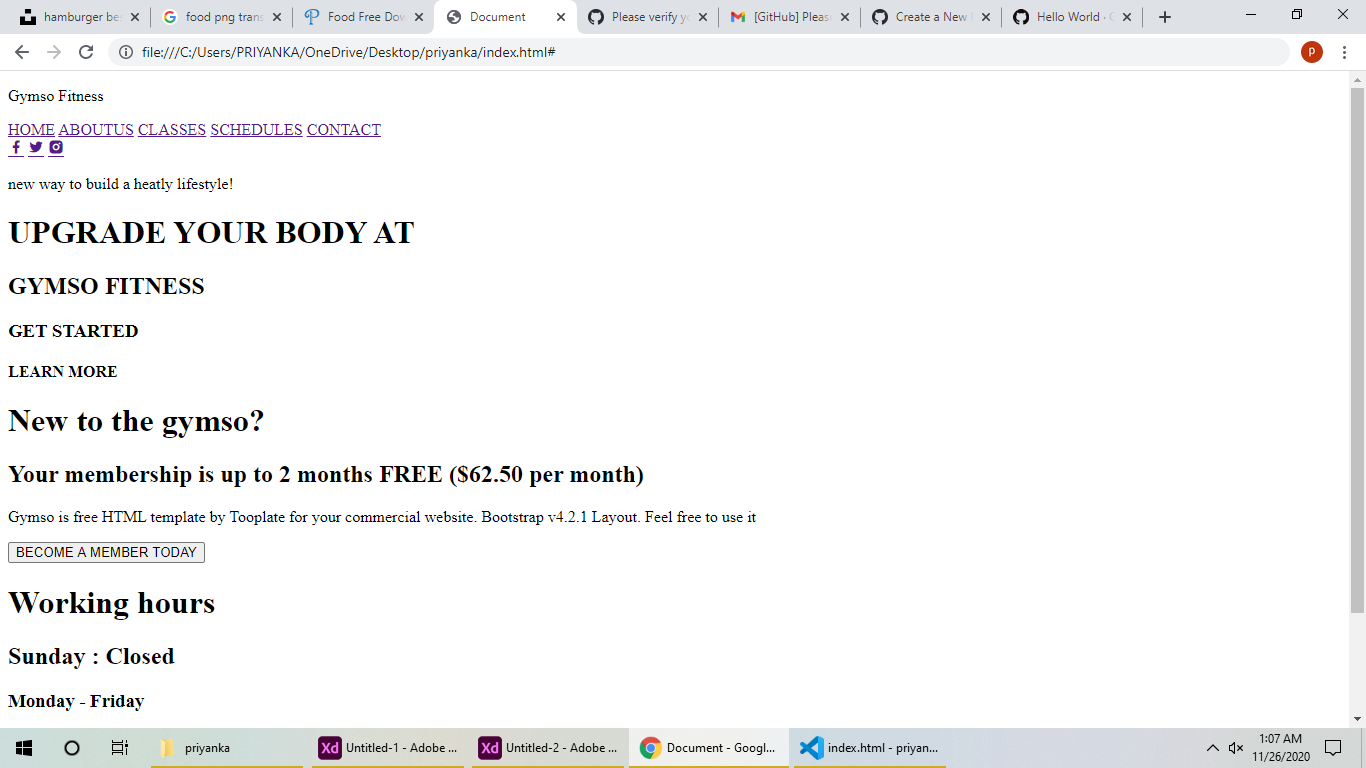 hamburger be
food png trans
Food Free Dow
Document
Please verify yo
[GitHub] Pleas
Create a New
Hello World · G
file:///C:/Users/PRIYANKA/OneDrive/Desktop/priyanka/index.html#
P
Gymso Fitness
HOME ABOUTUS CLASSES SCHEDULES CONTACT
new way to build a heatly lifestyle!
UPGRADE YOUR BODY AT
GYMSO FITNESS
GET STARTED
LEARN MORE
New to the gymso?
Your membership is up to 2 months FREE ($62.50 per month)
Gymso is free HTML template by Tooplate for your commercial website. Bootstrap v4.2.1 Layout. Feel free to use it
BECOME A MEMBER TODAY
Working hours
Sunday : Closed
Monday - Friday
priyanka
Xd Untitled-1 - Adobe ...
Xd Untitled-2 - Adobe ...
Document - Googl...
index.html - priyan...
1:07 AM
11/26/2020